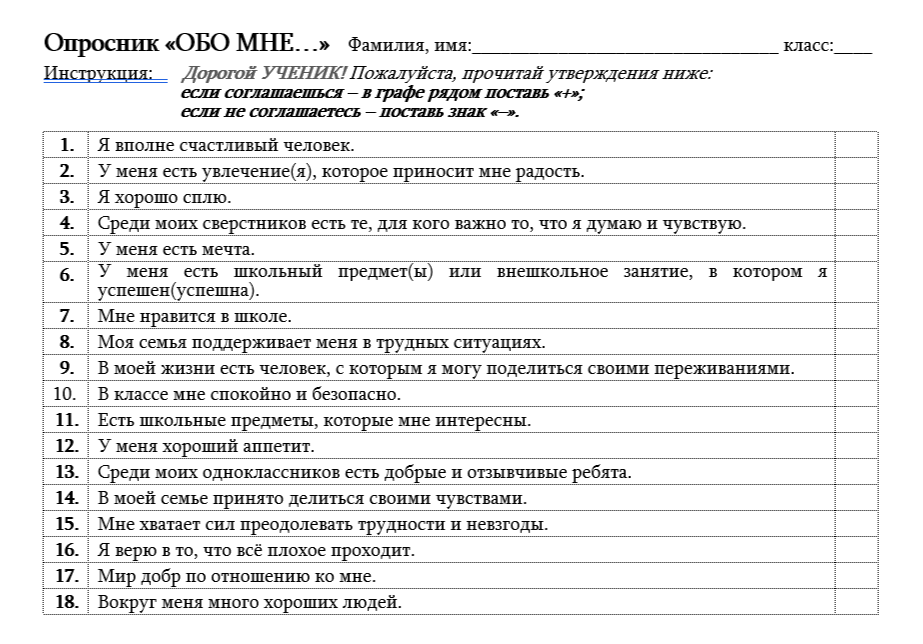 Опросник «ОБО МНЕ…» Фамилия, имя:________________________________ класс:____
Инструкция: Дорогой УЧЕНИК! Пожалуйста, прочитай утверждения ниже:
если соглашаешься – в графе рядом поставь «+»;
если не соглашаетесь – поставь знак «–».
1. Я вполне счастливый человек.
2. У меня есть увлечение(я), которое приносит мне радость.
3. Я хорошо сплю.
4. Среди моих сверстников есть те, для кого важно то, что я думаю и чувствую.
5. У меня есть мечта.
6. У меня есть школьный предмет(ы) или внешкольное занятие, в котором я
успешен(успешна).
7. Мне нравится в школе.
8. Моя семья поддерживает меня в трудных ситуациях.
9. В моей жизни есть человек, с которым я могу поделиться своими переживаниями.
10. В классе мне спокойно и безопасно.
11. Есть школьные предметы, которые мне интересны.
12. У меня хороший аппетит.
13. Среди моих одноклассников есть добрые и отзывчивые ребята.
14. В моей семье принято делиться своими чувствами.
15. Мне хватает сил преодолевать трудности и невзгоды.
16. Я верю в то, что всё плохое проходит.
17. Мир добр по отношению ко мне.
18. Вокруг меня много хороших людей.